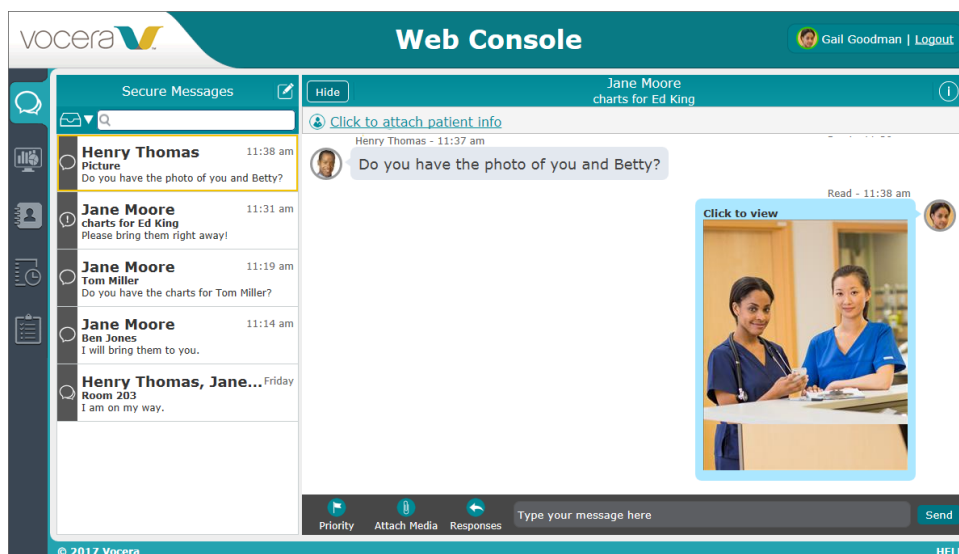 vocera
Web Console
Gail Goodman | Logout
Secure Messages
Hide
Jane Moore
charts for Ed King
Click to attach patient info
Henry Thomas
11:38 am
Picture
Do you have the photo of you and Betty?
Jane Moore
11:31 am
charts for Ed King
Please bring them right away!
Jane Moore
11:19 am
Tom Miller
Do you have the charts for Tom Miller?
Jane Moore
11:14 am
Ben Jones
I will bring them to you.
Henry Thomas, Jane...
Friday
Room 203
I am on my way.
Henry Thomas - 11:37 am
Do you have the photo of you and Betty?
Read - 11:38 am
Click to view
Priority
Attach Media
Responses
Type your message here
Send
© 2017 Vocera